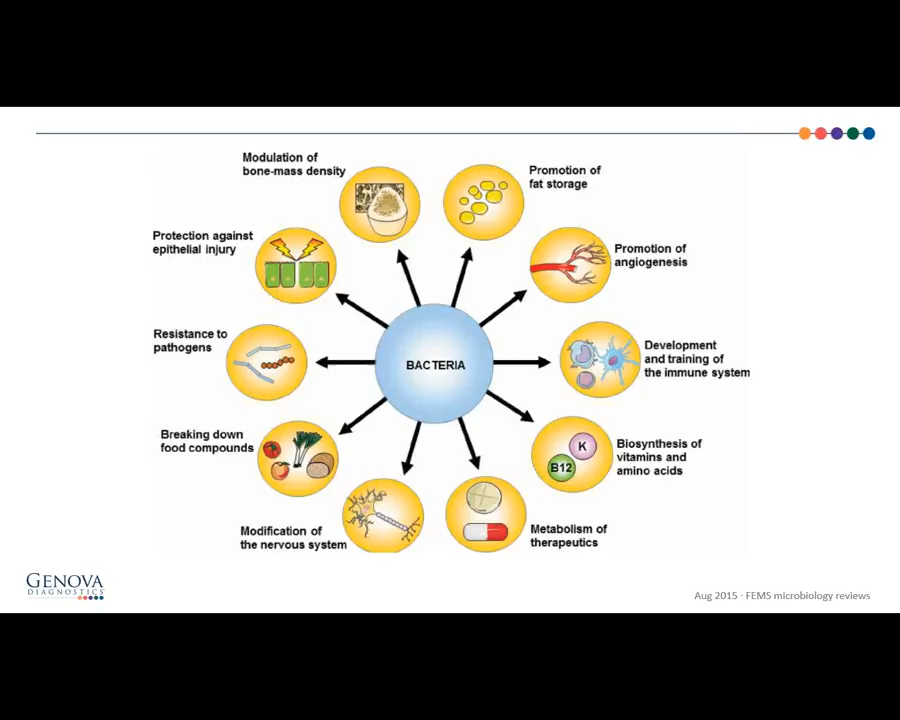 Modulation of
bone-mass density
Promotion of
fat storage
Protection against
epithelial injury
Promotion of
angiogenesis
Resistance to
pathogens
BACTERIA
Development
and training of
the immune system
Breaking down
food compounds
K
B12
Biosynthesis of
vitamins and
amino acids
Modification of
the nervous system
Metabolism of
therapeutics
GENOVA
DIAGNOSTICS
Aug 2015 · FEMS microbiology reviews